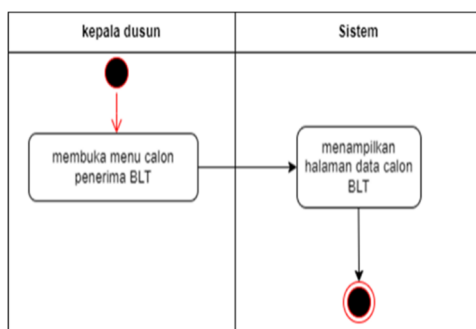 kepala dusun
Sistem
membuka menu calon
penerima BLT
menampilkan
halaman data calon
BLT